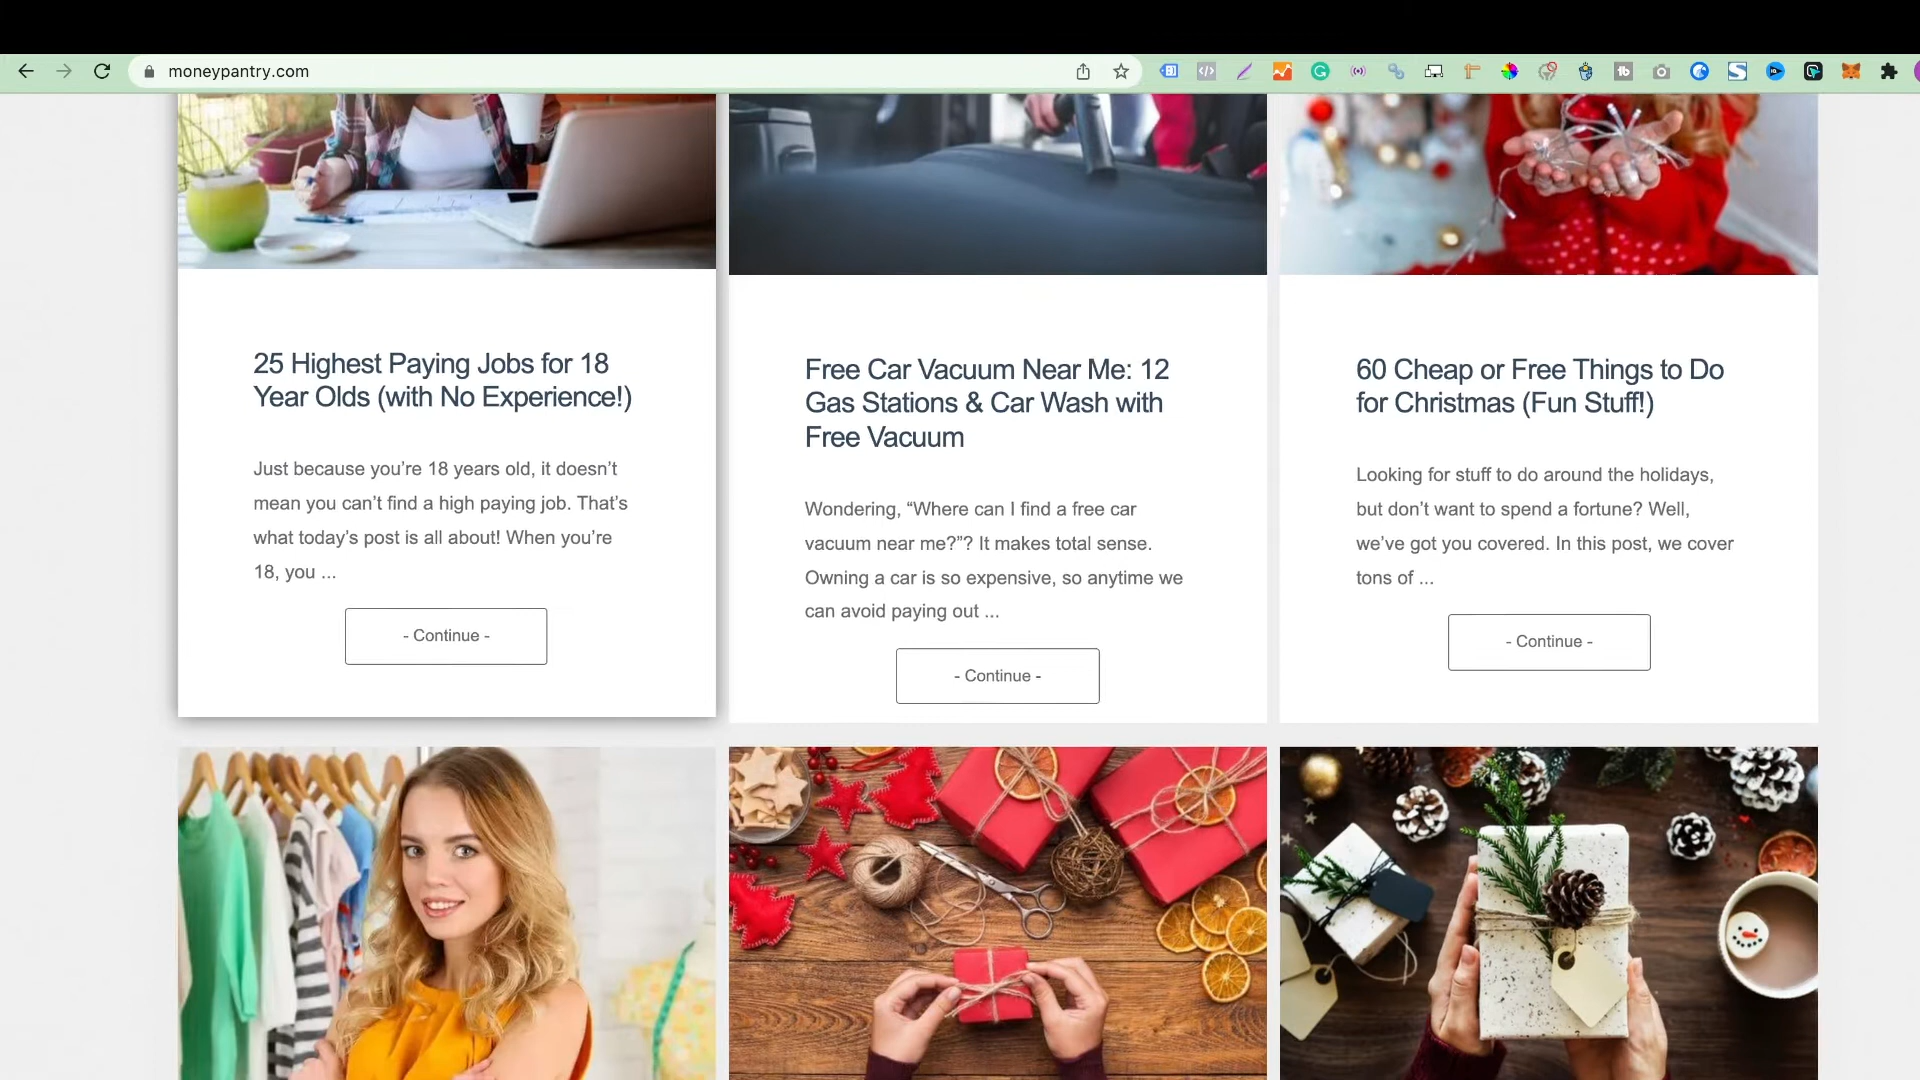 moneypantry.com
25 Highest Paying Jobs for 18
Year Olds (with No Experience!)
Just because you’re 18 years old, it doesn’t
mean you can’t find a high paying job. That’s
what today’s post is all about! When you’re
18, you ...
- Continue -
Free Car Vacuum Near Me: 12
Gas Stations & Car Wash with
Free Vacuum
Wondering, “Where can I find a free car
vacuum near me?”? It makes total sense.
Owning a car is so expensive, so anytime we
can avoid paying out ...
- Continue -
60 Cheap or Free Things to Do
for Christmas (Fun Stuff!)
Looking for stuff to do around the holidays,
but don’t want to spend a fortune? Well,
we’ve got you covered. In this post, we cover
tons of ...
- Continue -